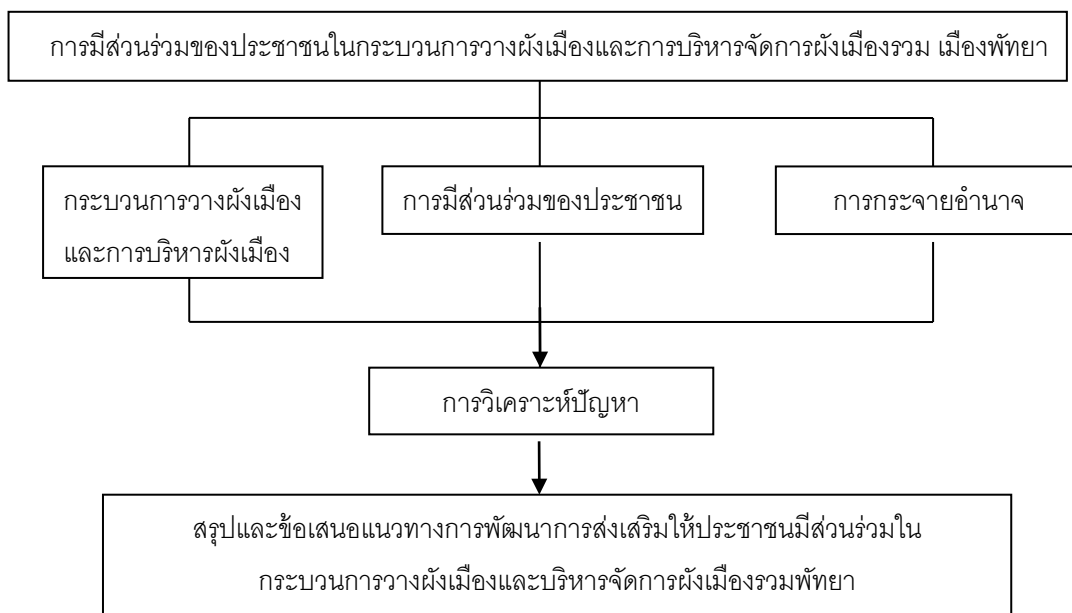 การมีส่วนร่วมของประชาชนในกระบวนการวางผังเมืองและการบริหารจัดการผังเมืองรวม เมืองพัทยา
กระบวนการวางผังเมือง
และการบริหารผังเมือง
การมีส่วนร่วมของประชาชน
การกระจายอำนาจ
การวิเคราะห์ปัญหา
สรุปและข้อเสนอแนวทางการพัฒนาการส่งเสริมให้ประชาชนมีส่วนร่วมใน
กระบวนการวางผังเมืองและบริหารจัดการผังเมืองรวมพัทยา